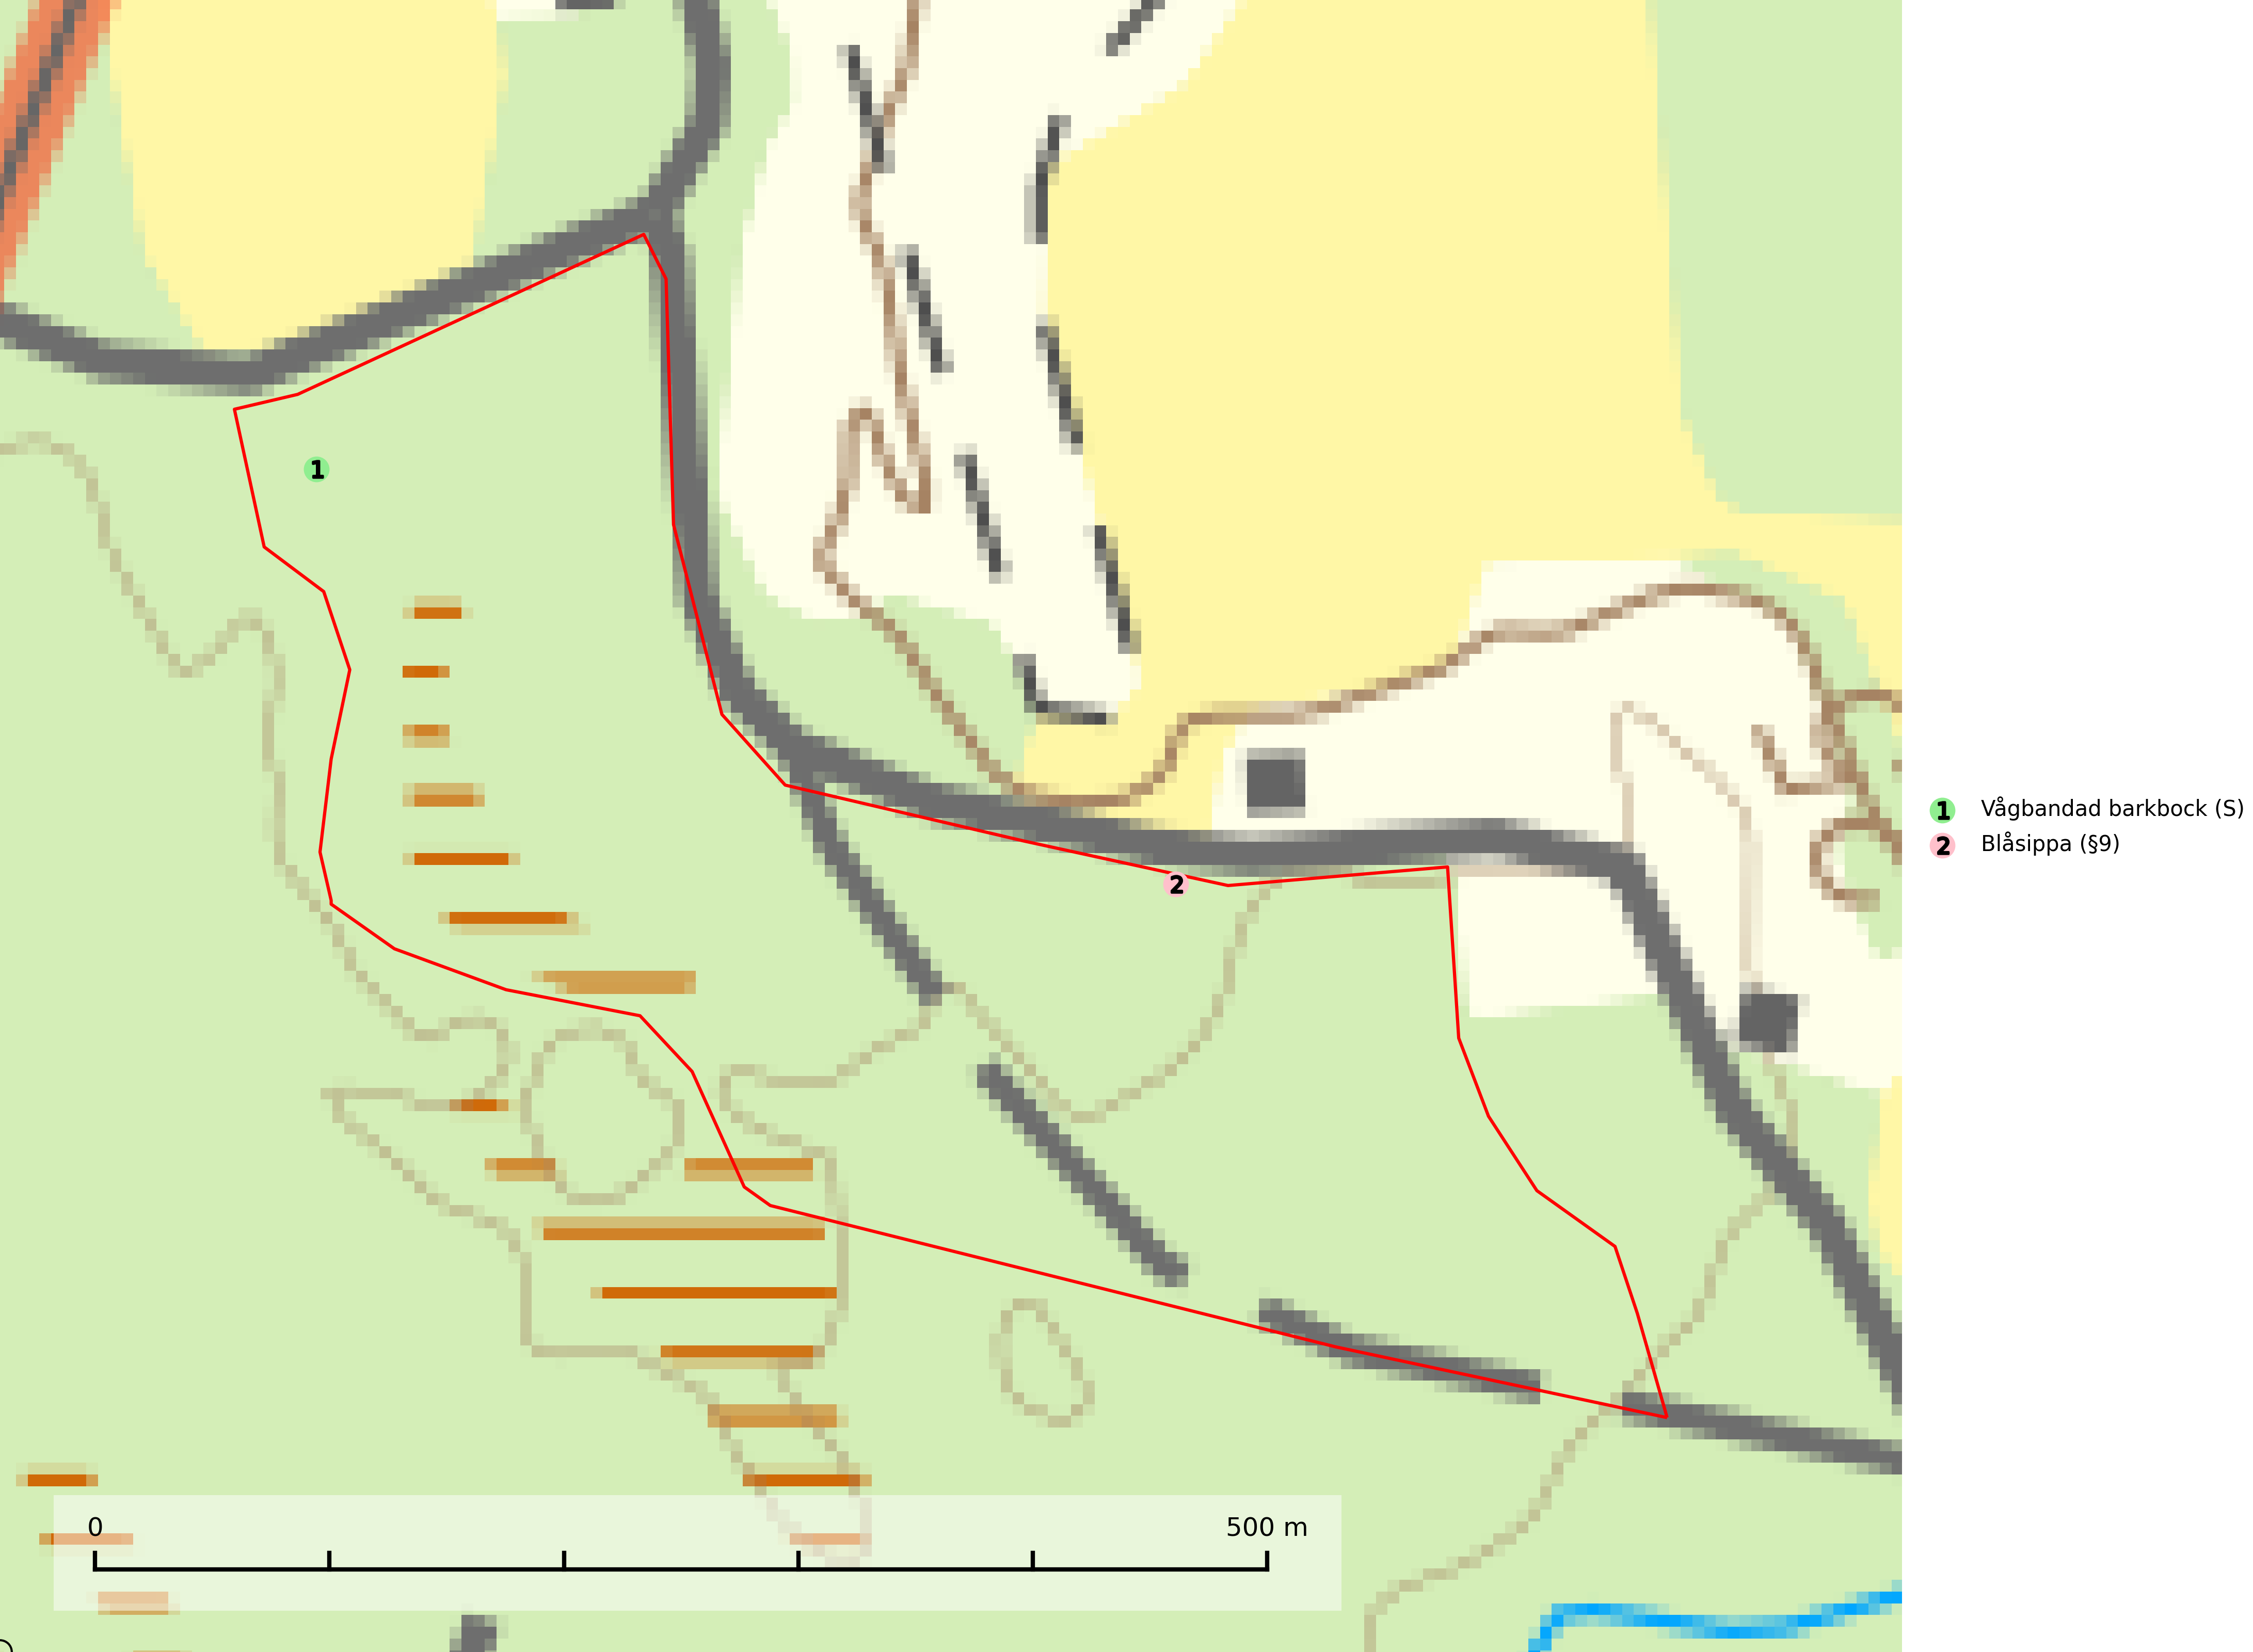 1
2
1 Vågbandad barkbock (S)
2 Blåsippa (§9)
0 500 m